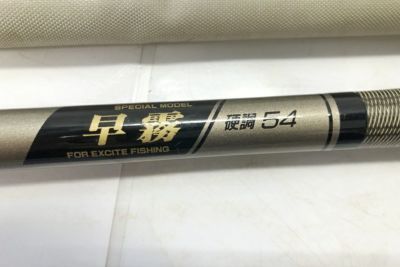 SPECIAL MODEL
早霧
FOR EXCITE FISHING
硬調 54